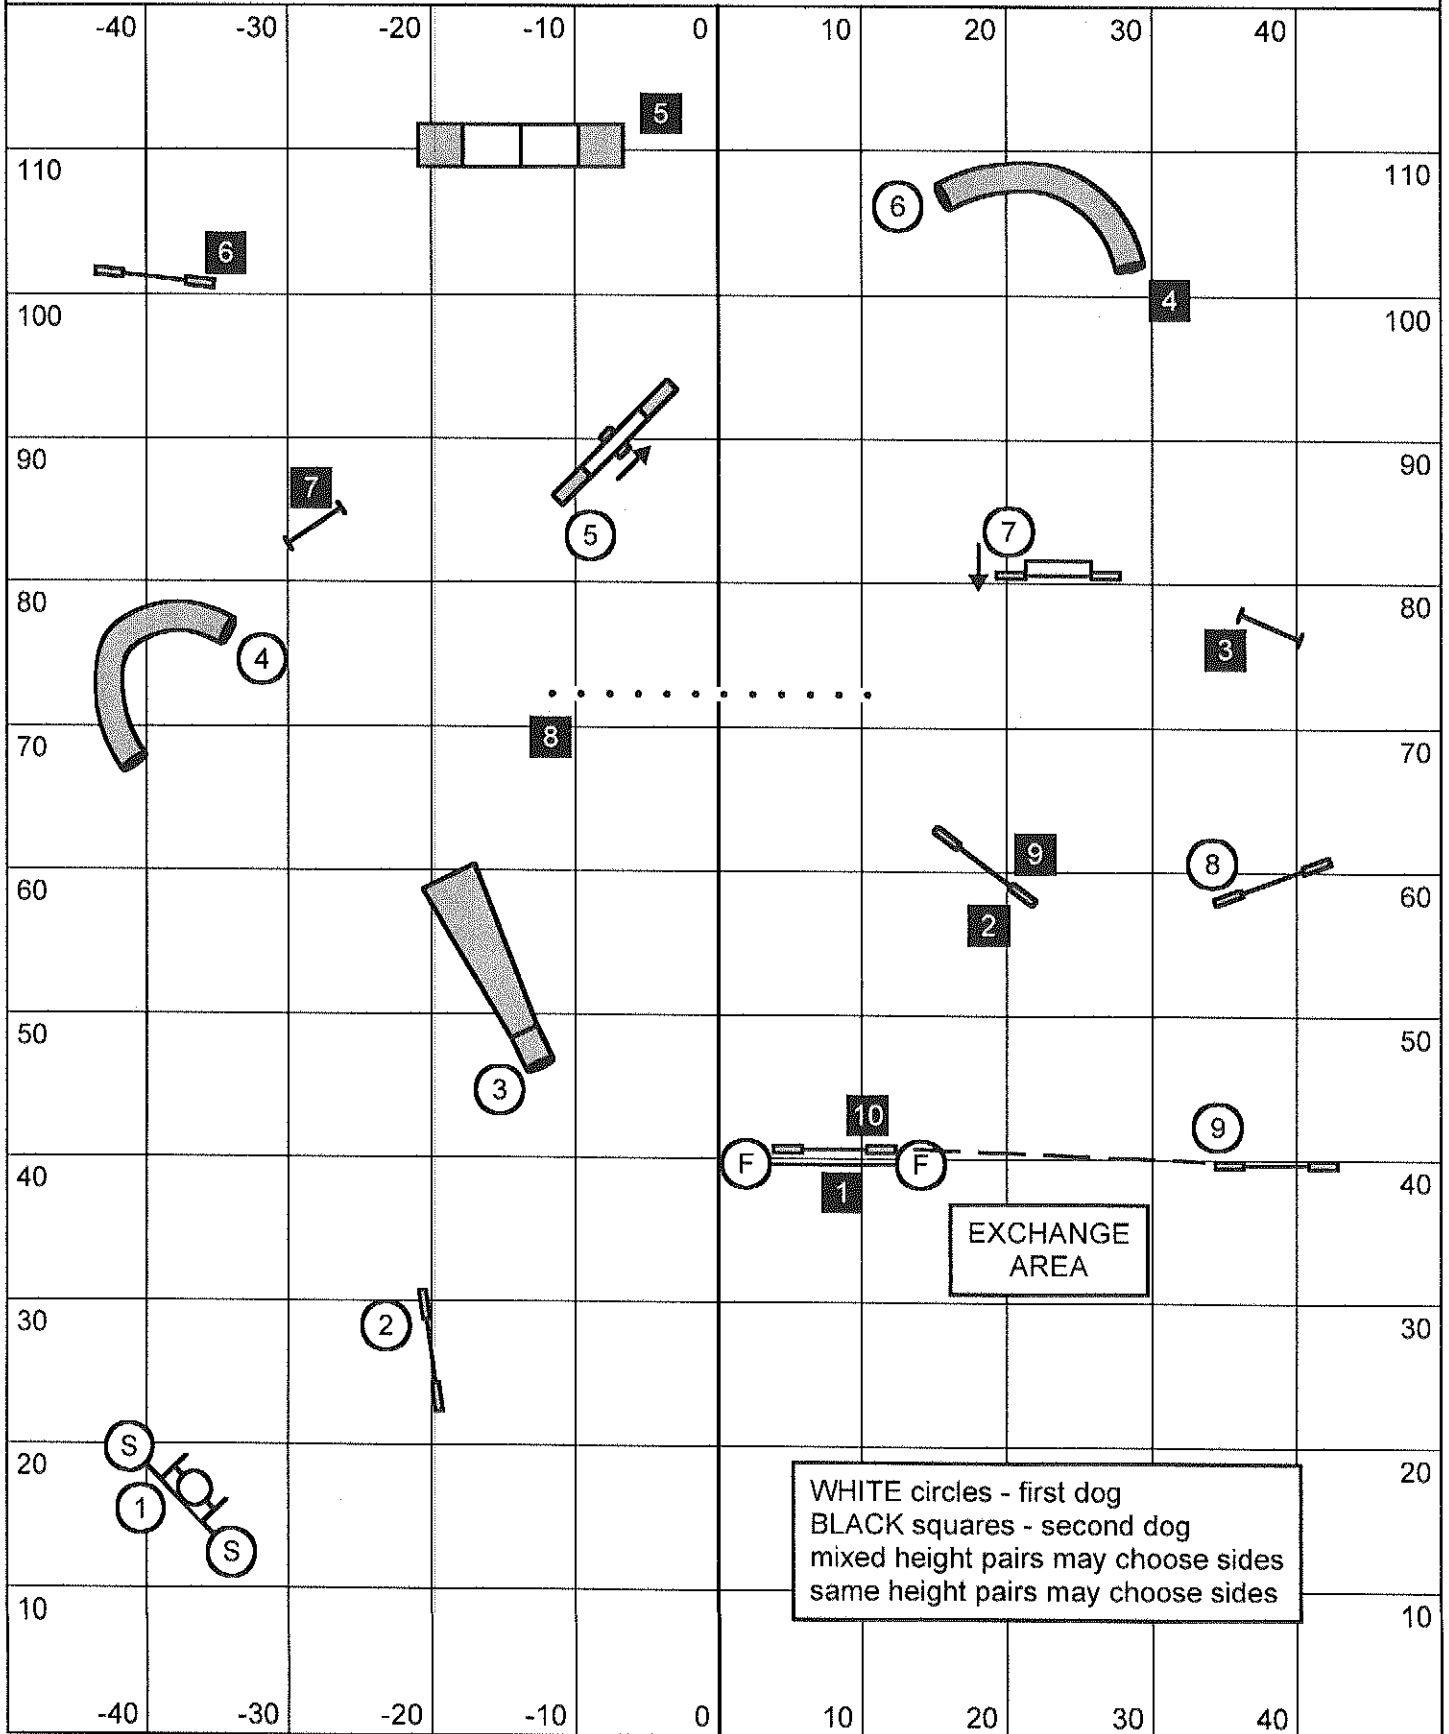 -40 -30 -20 -10 0 10 20 30 40
5
110 110
6
6
4
100 100
90 90
7
7
5
80 80
3
4
8
70 70
9
8
60 60
2
50 50
3
10
9
F F
40 40
1
EXCHANGE
AREA
30 30
2
S
20 20
1
S
WHITE circles - first dog
BLACK squares - second dog
mixed height pairs may choose sides
same height pairs may choose sides
10 10
-40 -30 -20 -10 0 10 20 30 40